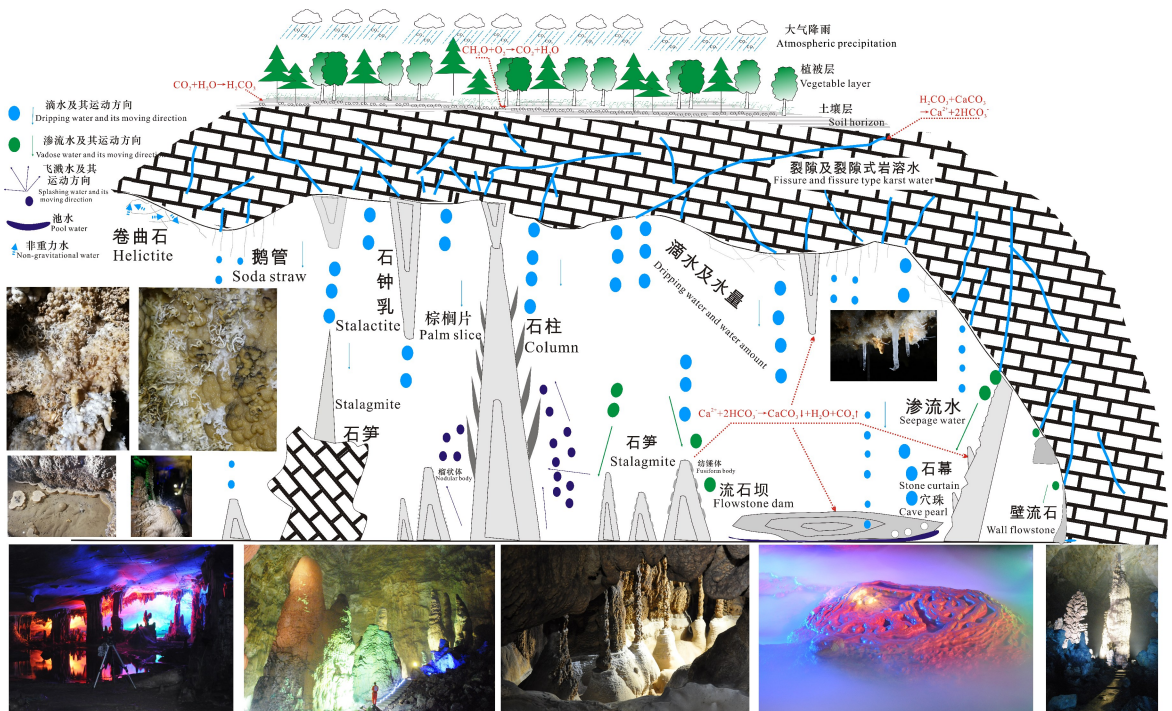 大气降雨
Atmospheric precipitation
CH₂O+O₂→CO₂+H₂O
植被层
Vegetable layer
CO₂+H₂O→H₂CO₃
土壤层
Soil horizon
H₂CO₃+CaCO₃
→Ca²⁺+2HCO₃⁻
滴水及其运动方向
Dripping water and its moving direction
渗流水及其运动方向
Vadose water and its moving direction
飞溅水及其
运动方向
Splashing water and its
moving direction
池水
Pool water
非重力水
Non-gravitational water
裂隙及裂隙式岩溶水
Fissure and fissure type karst water
卷曲石
Helictite
鹅管
Soda straw
石
钟
乳
Stalactite
棕榈片
Palm slice
石柱
Column
滴水及水量
Dripping water and water amount
Stalagmite
石笋
Ca²⁺+2HCO₃⁻→CaCO₃↓+H₂O+CO₂↑
渗流水
Seepage water
榴状体
Nodular body
石笋
Stalagmite
纺锤体
Fusiform body
流石坝
Flowstone dam
石幕
Stone curtain
穴珠
Cave pearl
壁流石
Wall flowstone